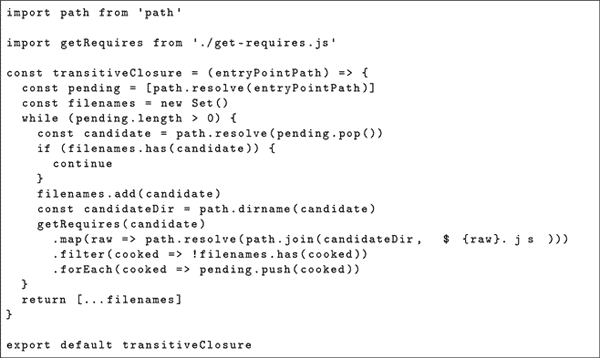 import path from 'path'

import getRequires from './get-requires.js'

const transitiveClosure = (entryPointPath) => {
  const pending = [path.resolve(entryPointPath)]
  const filenames = new Set()
  while (pending.length > 0) {
    const candidate = path.resolve(pending.pop())
    if (filenames.has(candidate)) {
      continue
    }
    filenames.add(candidate)
    const candidateDir = path.dirname(candidate)
    getRequires(candidate)
      .map(raw => path.resolve(path.join(candidateDir,  $ {raw}. j s )))
      .filter(cooked => !filenames.has(cooked))
      .forEach(cooked => pending.push(cooked))
  }
  return [...filenames]
}

export default transitiveClosure